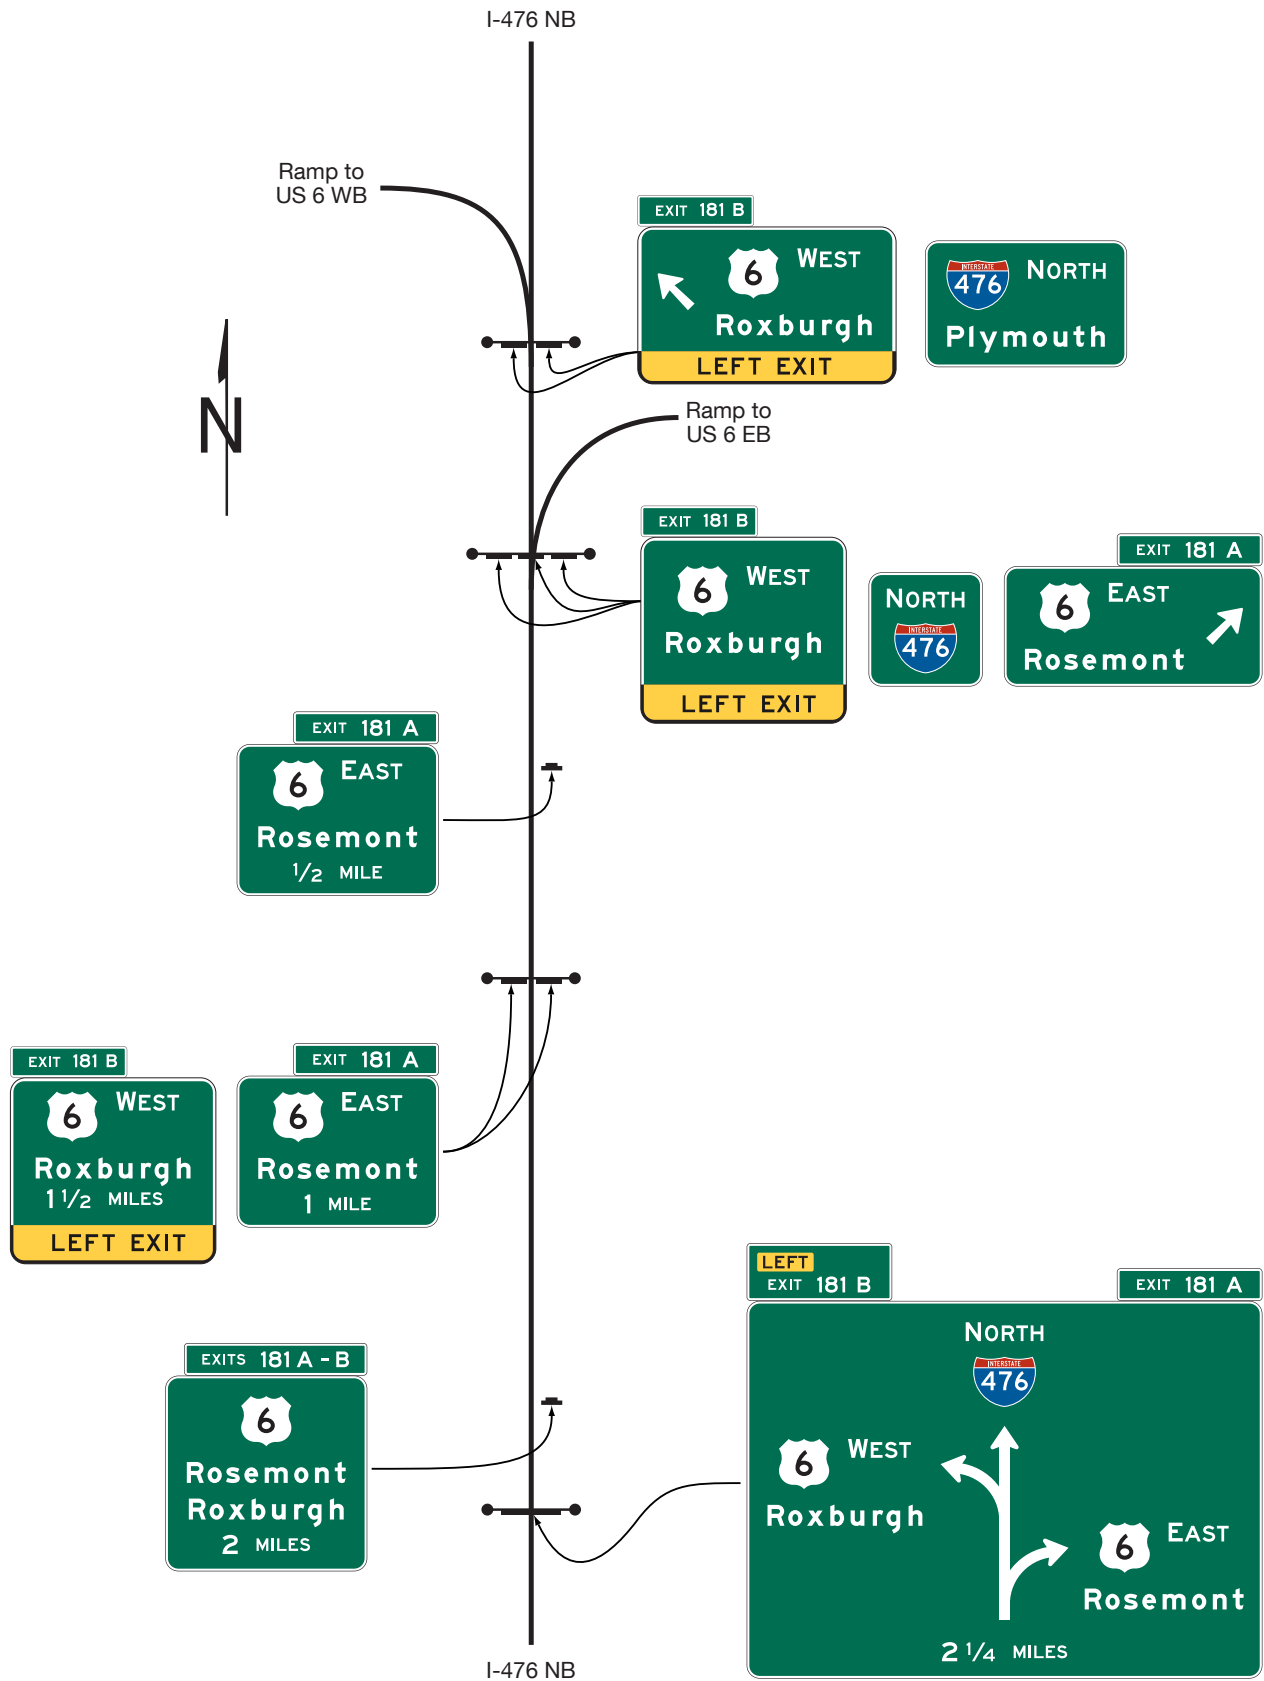 I-476 NB
Ramp to
US 6 WB
EXIT 181 B
6 WEST
Roxburgh
LEFT EXIT
INTERSTATE
476 NORTH
Plymouth
N
Ramp to
US 6 EB
EXIT 181 B
6 WEST
Roxburgh
LEFT EXIT
NORTH
INTERSTATE
476
EXIT 181 A
6 EAST
Rosemont
EXIT 181 A
6 EAST
Rosemont
1/2 MILE
EXIT 181 B
6 WEST
Roxburgh
1 1/2 MILES
LEFT EXIT
EXIT 181 A
6 EAST
Rosemont
1 MILE
EXITS 181 A - B
6
Rosemont
Roxburgh
2 MILES
LEFT
EXIT 181 B
EXIT 181 A
NORTH
INTERSTATE
476
6 WEST
Roxburgh
6 EAST
Rosemont
2 1/4 MILES
I-476 NB